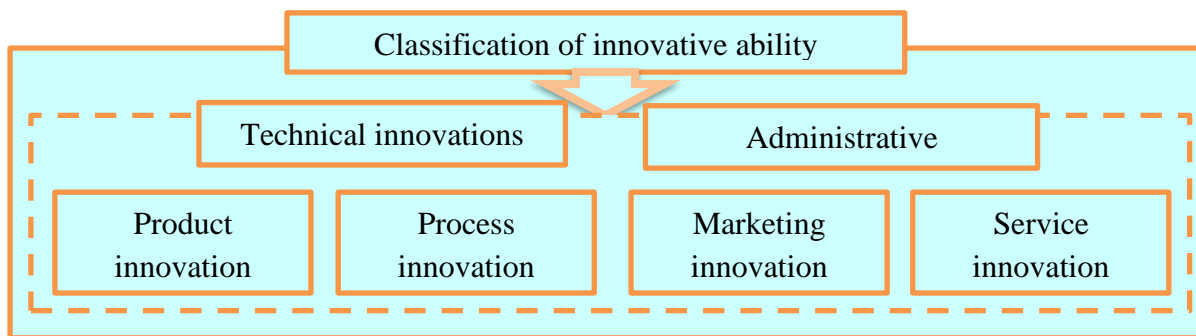 Classification of innovative ability
Technical innovations
Administrative
Product
innovation
Process
innovation
Marketing
innovation
Service
innovation